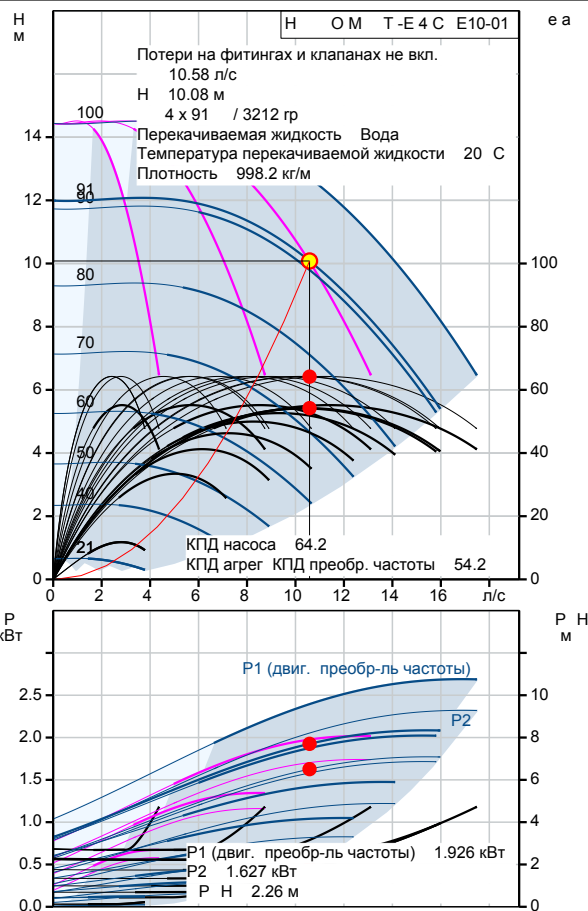 H
м
Н О М Т -Е 4 С Е10-01
е а
Потери на фитингах и клапанах не вкл.
10.58 л/с
Н 10.08 м
4 x 91 / 3212 гр
Перекачиваемая жидкость Вода
Температура перекачиваемой жидкости 20 С
Плотность 998.2 кг/м
100
91
90
80
70
60
50
40
21
14
12
10
8
6
4
2
0
100
80
60
40
20
0
КПД насоса 64.2
КПД агрег КПД преобр. частоты 54.2
0 2 4 6 8 10 12 14 16 л/с
P
кВт
Р Н
м
P1 (двиг. преобр-ль частоты)
P2
2.5
2.0
1.5
1.0
0.5
0.0
10
8
6
4
2
0
P1 (двиг. преобр-ль частоты) 1.926 кВт
P2 1.627 кВт
Р Н 2.26 м